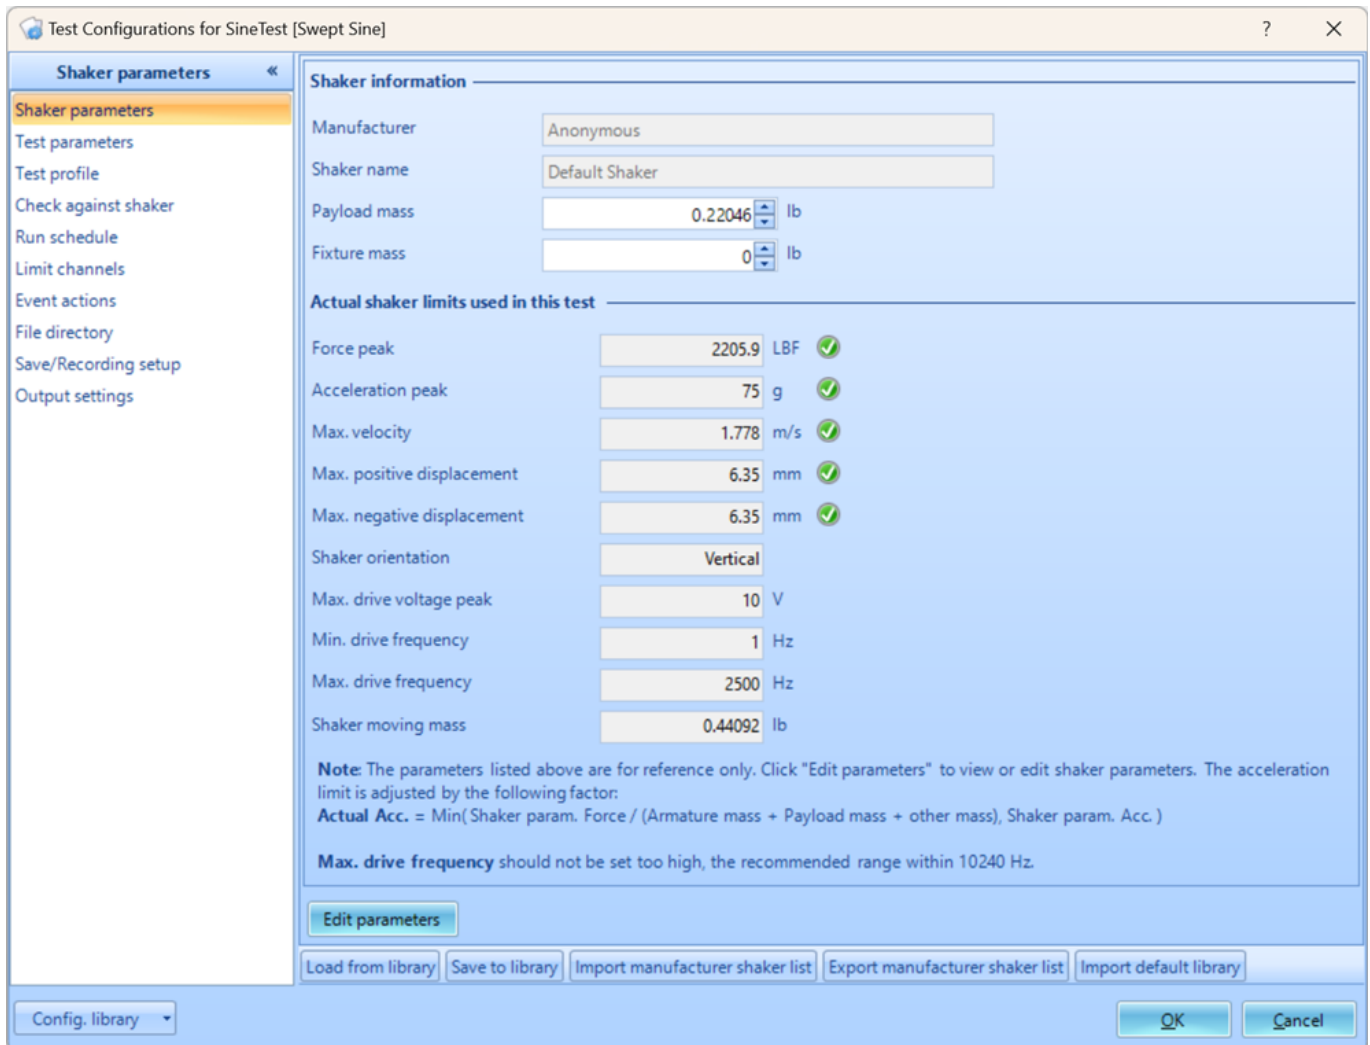 Test Configurations for SineTest [Swept Sine]
?
Shaker parameters «
Shaker parameters
Test parameters
Test profile
Check against shaker
Run schedule
Limit channels
Event actions
File directory
Save/Recording setup
Output settings
Shaker information
Manufacturer Anonymous
Shaker name Default Shaker
Payload mass 0.22046 lb
Fixture mass 0 lb
Actual shaker limits used in this test
Force peak 2205.9 LBF
Acceleration peak 75 g
Max. velocity 1.778 m/s
Max. positive displacement 6.35 mm
Max. negative displacement 6.35 mm
Shaker orientation Vertical
Max. drive voltage peak 10 V
Min. drive frequency 1 Hz
Max. drive frequency 2500 Hz
Shaker moving mass 0.44092 lb
Note: The parameters listed above are for reference only. Click "Edit parameters" to view or edit shaker parameters. The acceleration
limit is adjusted by the following factor:
Actual Acc. = Min( Shaker param. Force / (Armature mass + Payload mass + other mass), Shaker param. Acc. )
Max. drive frequency should not be set too high, the recommended range within 10240 Hz.
Edit parameters
Load from library Save to library Import manufacturer shaker list Export manufacturer shaker list Import default library
Config. library OK Cancel